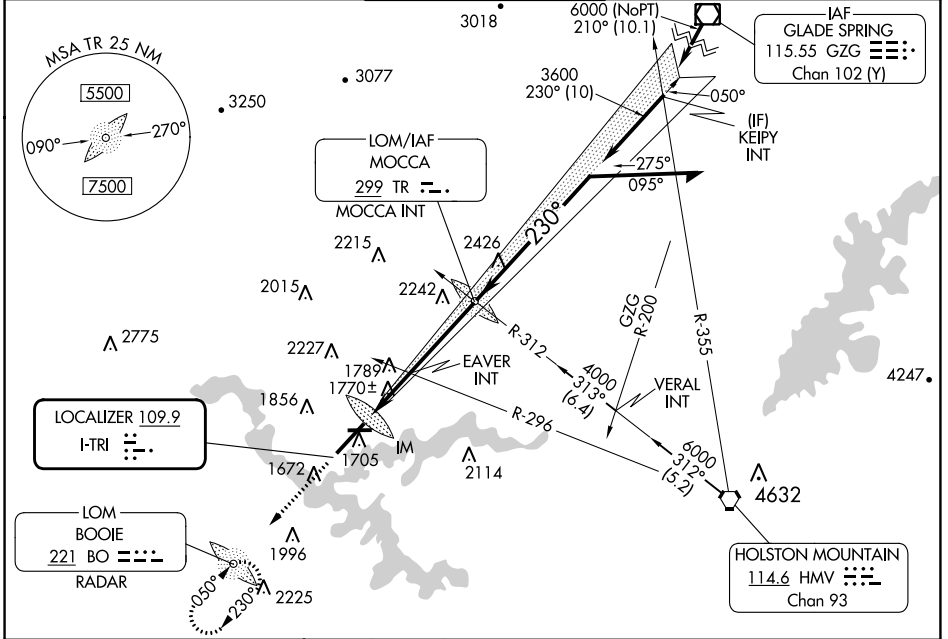 MSA TR 25 NM
5500
090°
270°
7500
3018
3077
3250
6000 (NoPT)
210° (10.1)
IAF
GLADE SPRING
115.55 GZG
Chan 102 (Y)
3600
230° (10)
050°
(IF)
KEIPY
INT
LOM/IAF
MOCCA
299 TR
MOCCA INT
275°
095°
230°
2215
2426
2015
2242
2775
2227
1789
1770±
1856
EAVER
INT
R-312
GZG
R-200
R-355
4000
313°
(6.4)
VERAL
INT
4247
R-296
6000
312°
(5.2)
LOCALIZER 109.9
I-TRI
IM
1705
1672
2114
4632
LOM
BOOIE
221 BO
RADAR
1996
050°
230°
2225
HOLSTON MOUNTAIN
114.6 HMV
Chan 93